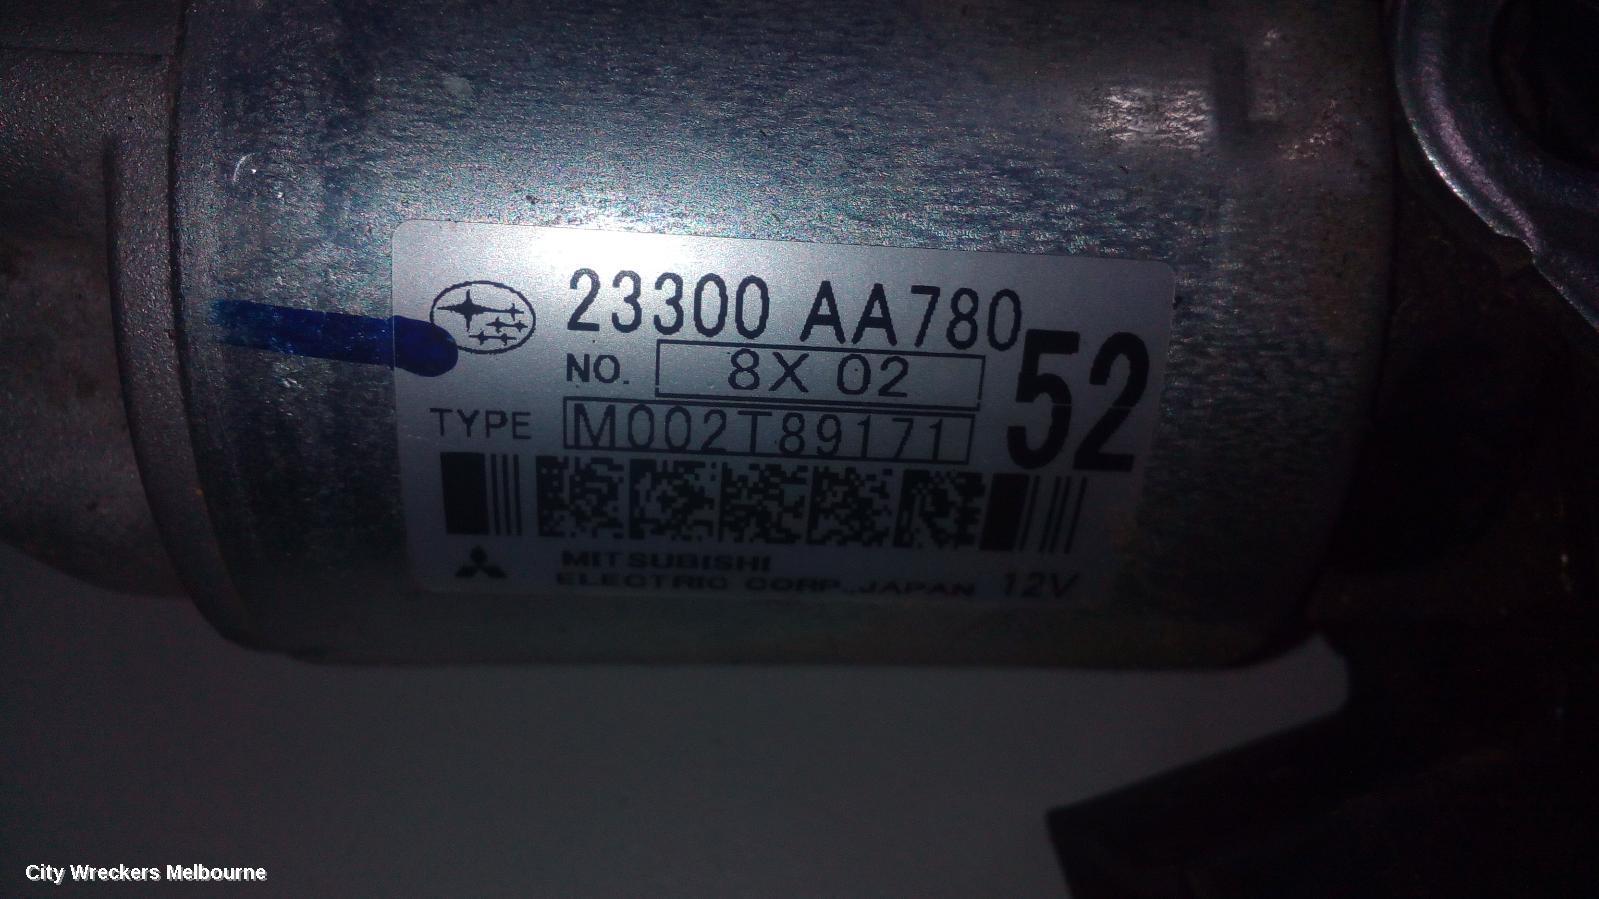 23300 AA780
NO. 8X 02
52
TYPE M002T89171
MITSUBISHI
ELECTRIC CORP.,JAPAN 12V
City Wreckers Melbourne